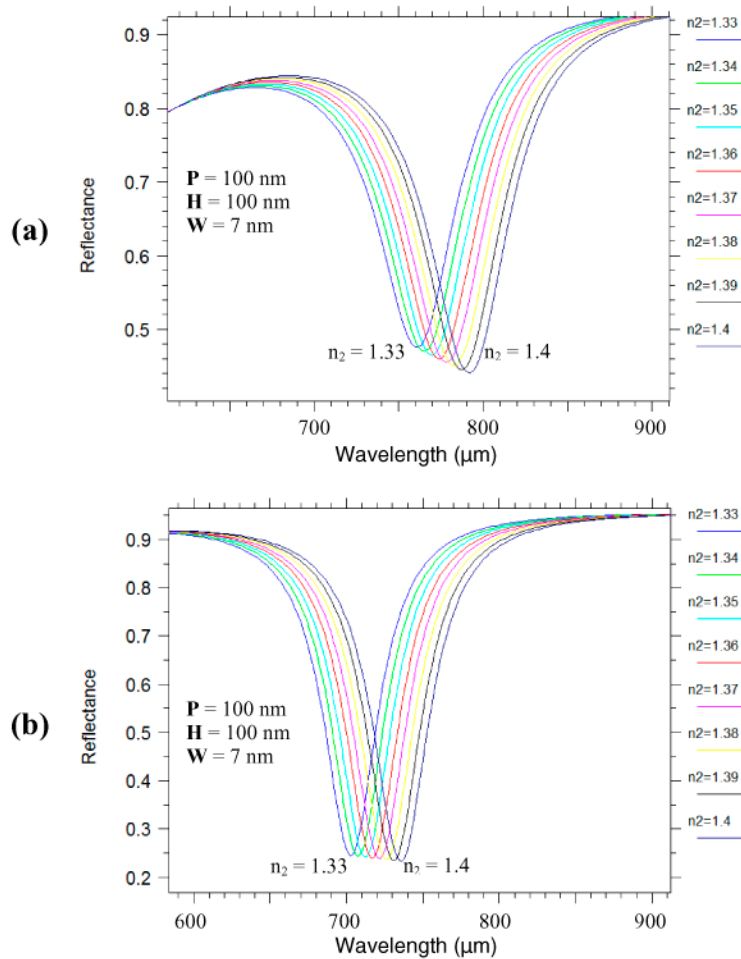 (a)
Reflectance
0.9
0.8
0.7
0.6
0.5
P = 100 nm
H = 100 nm
W = 7 nm
n₂ = 1.33
n₂ = 1.4
700
800
900
Wavelength (µm)
n2=1.33
n2=1.34
n2=1.35
n2=1.36
n2=1.37
n2=1.38
n2=1.39
n2=1.4
(b)
Reflectance
0.9
0.8
0.7
0.6
0.5
0.4
0.3
0.2
P = 100 nm
H = 100 nm
W = 7 nm
n₂ = 1.33
n₂ = 1.4
600
700
800
900
Wavelength (µm)
n2=1.33
n2=1.34
n2=1.35
n2=1.36
n2=1.37
n2=1.38
n2=1.39
n2=1.4